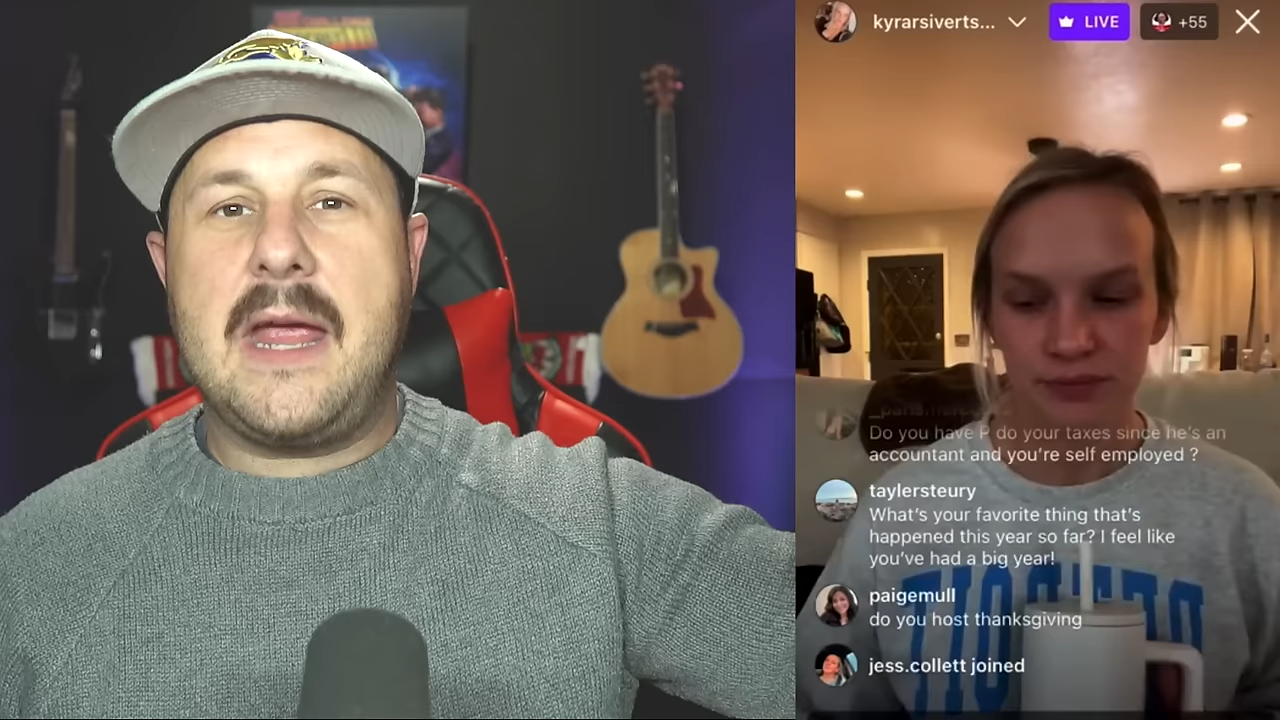 kyrarsiverts...
LIVE
+55
Do you have P do your taxes since he's an
accountant and you're self employed ?
taylersteury
What's your favorite thing that's
happened this year so far? I feel like
you've had a big year!
paigemull
do you host thanksgiving
jess.collett joined